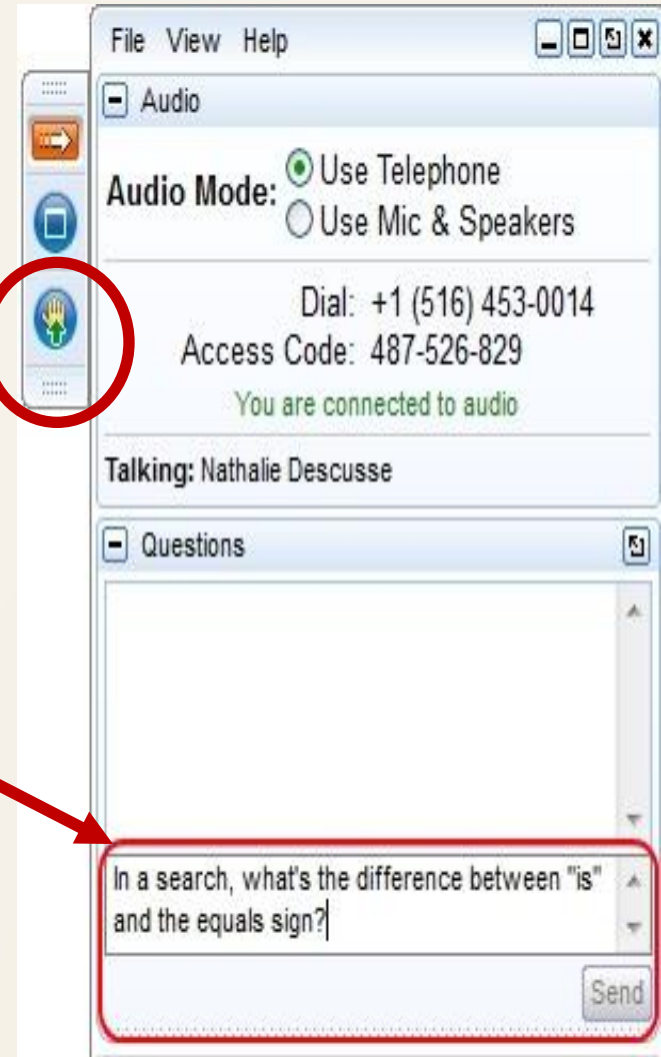 File View Help
Audio
Audio Mode:
Use Telephone
Use Mic & Speakers
Dial: +1 (516) 453-0014
Access Code: 487-526-829
You are connected to audio
Talking: Nathalie Descusse
Questions
In a search, what's the difference between "is"
and the equals sign?
Send